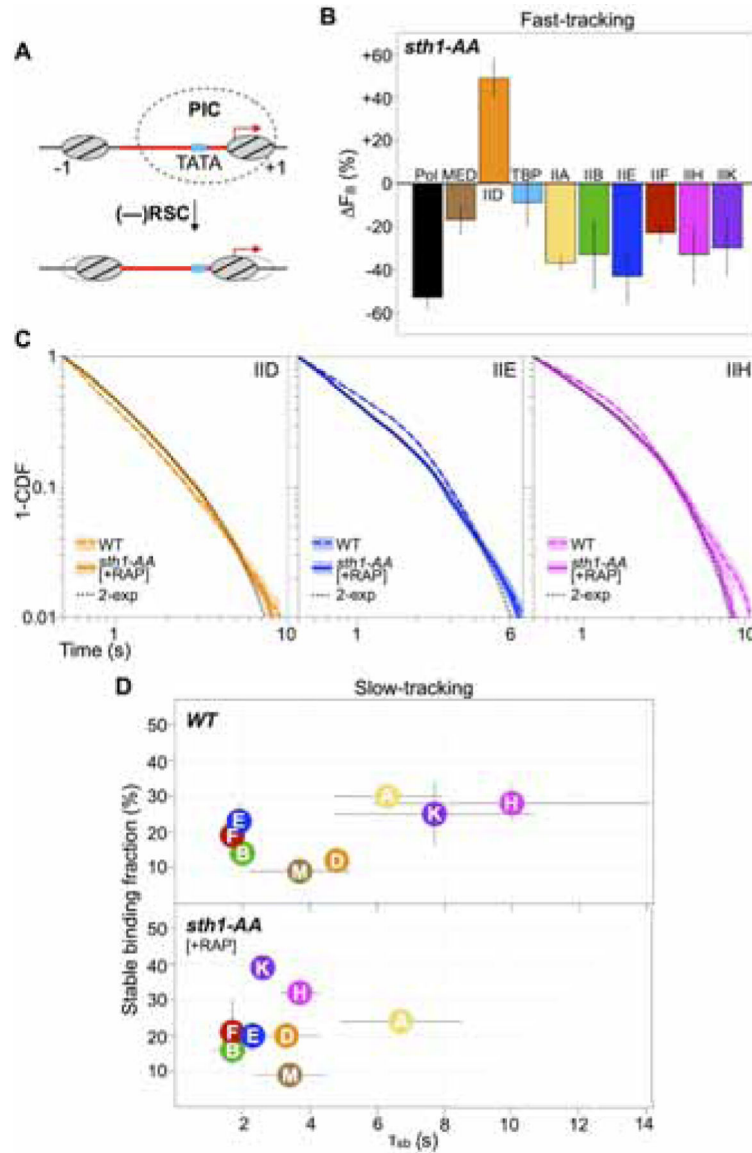 A
PIC
TATA
-1
+1
(—)RSC
B
Fast-tracking
sth1-AA
+60
+40
+20
0
-20
-40
-60
ΔFB (%)
Pol MED IID TBP IIA IIB IIE IIF IIH IIK
C
IID
IIE
IIH
1
0.1
0.01
1-CDF
WT
sth1-AA
[+RAP]
2-exp
WT
sth1-AA
[+RAP]
2-exp
WT
sth1-AA
[+RAP]
2-exp
1
10
1
6
1
10
Time (s)
D
Slow-tracking
WT
50
40
30
20
10
E
F
B
M
D
A
K
H
Stable binding fraction (%)
sth1-AA
[+RAP]
50
40
30
20
10
K
H
F
B
E
D
M
A
2 4 6 8 10 12 14
τsb (s)